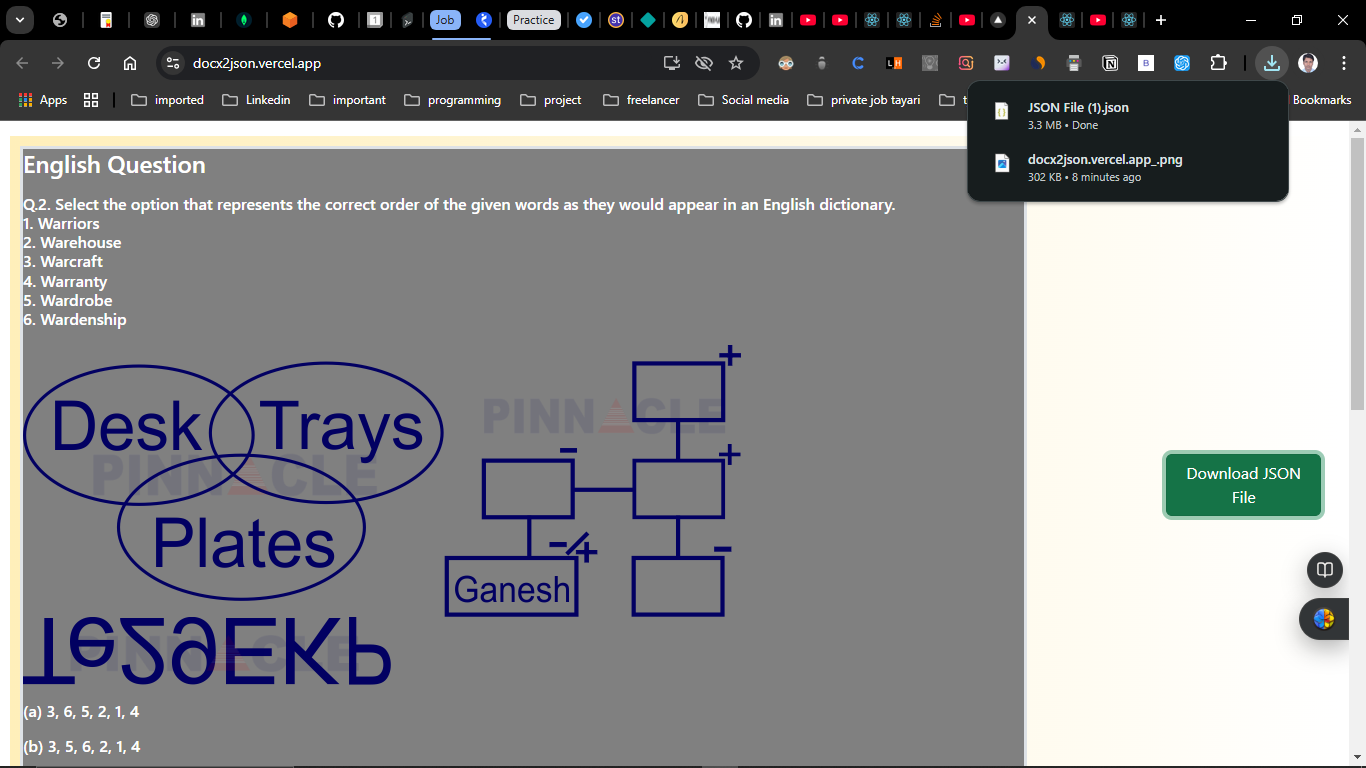 Job
Practice
docx2json.vercel.app
Apps
imported
Linkedin
important
programming
project
freelancer
Social media
private job tayari
t
Bookmarks
JSON File (1).json
3.3 MB • Done
docx2json.vercel.app_.png
302 KB • 8 minutes ago
English Question
Q.2. Select the option that represents the correct order of the given words as they would appear in an English dictionary.
1. Warriors
2. Warehouse
3. Warcraft
4. Warranty
5. Wardrobe
6. Wardenship
Desk Trays
Plates
PINNACLE
PINNACLE
+
+
-
-/+
-
Ganesh
PINNACLE
Download JSON
File
(a) 3, 6, 5, 2, 1, 4
(b) 3, 5, 6, 2, 1, 4